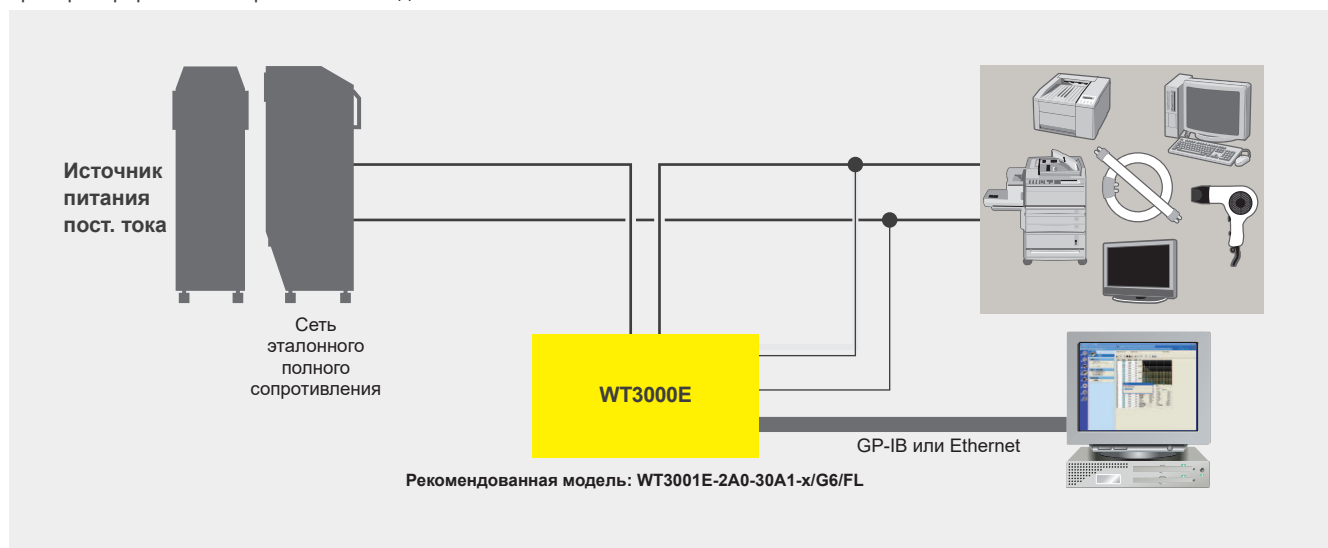 Источник
питания
пост. тока
Сеть
эталонного
полного
сопротивления
WT3000E
GP-IB или Ethernet
Рекомендованная модель: WT3001E-2A0-30A1-x/G6/FL